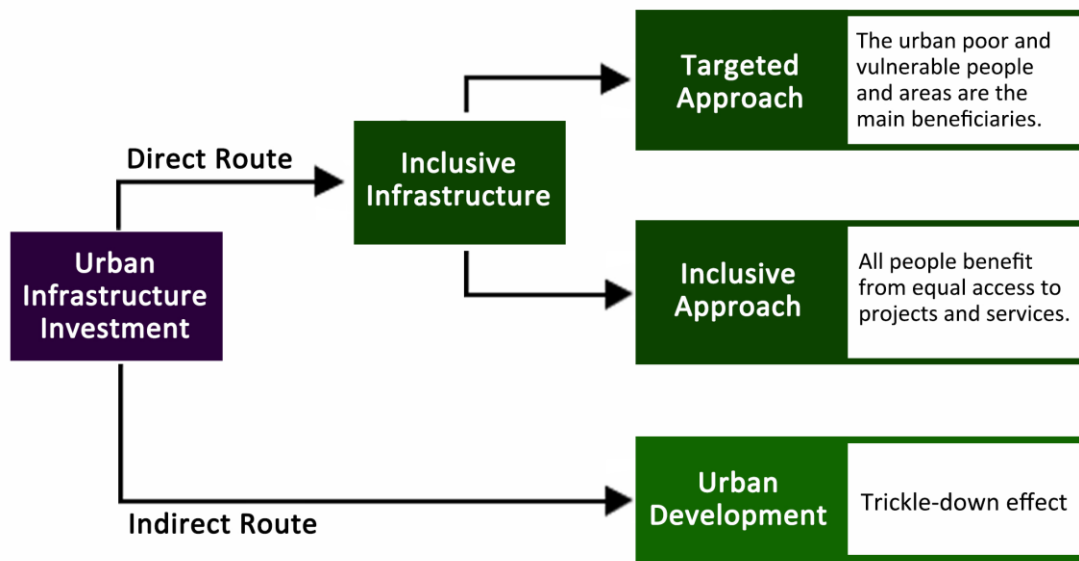 Targeted
Approach
The urban poor and
vulnerable people
and areas are the
main beneficiaries.
Direct Route
Inclusive
Infrastructure
Urban
Infrastructure
Investment
Inclusive
Approach
All people benefit
from equal access to
projects and services.
Urban
Development
Trickle-down effect
Indirect Route